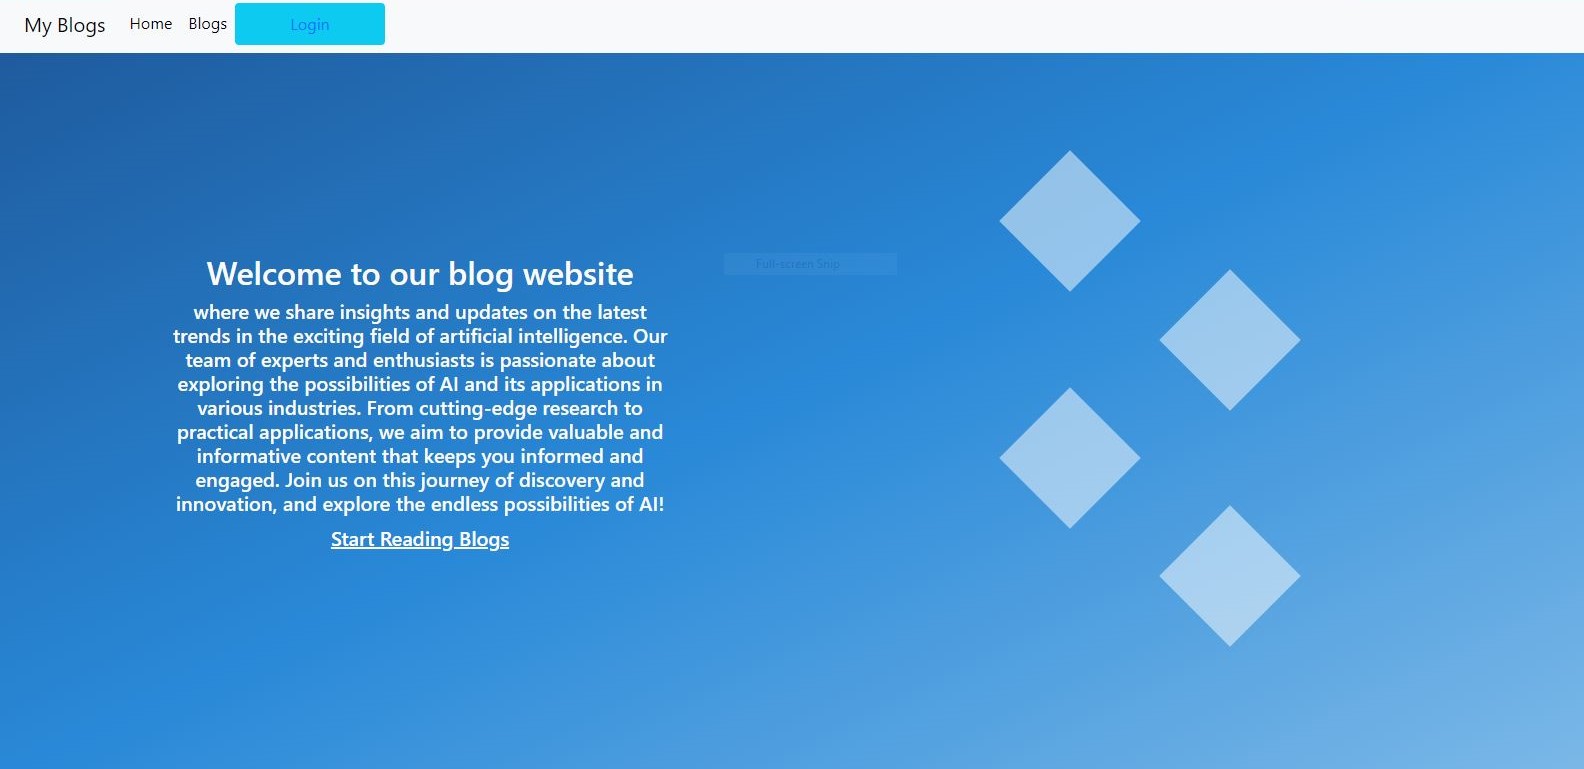 My Blogs Home Blogs Login
Full-screen Snip
Welcome to our blog website
where we share insights and updates on the latest
trends in the exciting field of artificial intelligence. Our
team of experts and enthusiasts is passionate about
exploring the possibilities of AI and its applications in
various industries. From cutting-edge research to
practical applications, we aim to provide valuable and
informative content that keeps you informed and
engaged. Join us on this journey of discovery and
innovation, and explore the endless possibilities of AI!
Start Reading Blogs